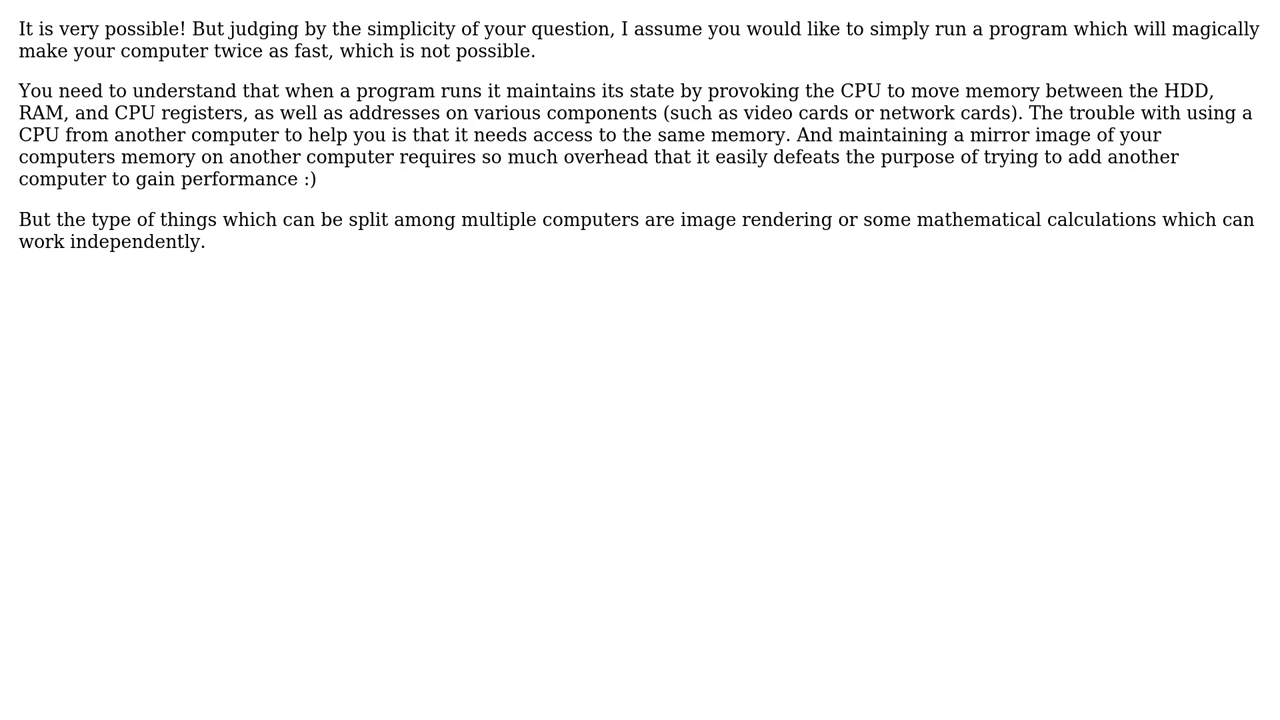 It is very possible! But judging by the simplicity of your question, I assume you would like to simply run a program which will magically
make your computer twice as fast, which is not possible.
You need to understand that when a program runs it maintains its state by provoking the CPU to move memory between the HDD,
RAM, and CPU registers, as well as addresses on various components (such as video cards or network cards). The trouble with using a
CPU from another computer to help you is that it needs access to the same memory. And maintaining a mirror image of your
computers memory on another computer requires so much overhead that it easily defeats the purpose of trying to add another
computer to gain performance :)
But the type of things which can be split among multiple computers are image rendering or some mathematical calculations which can
work independently.